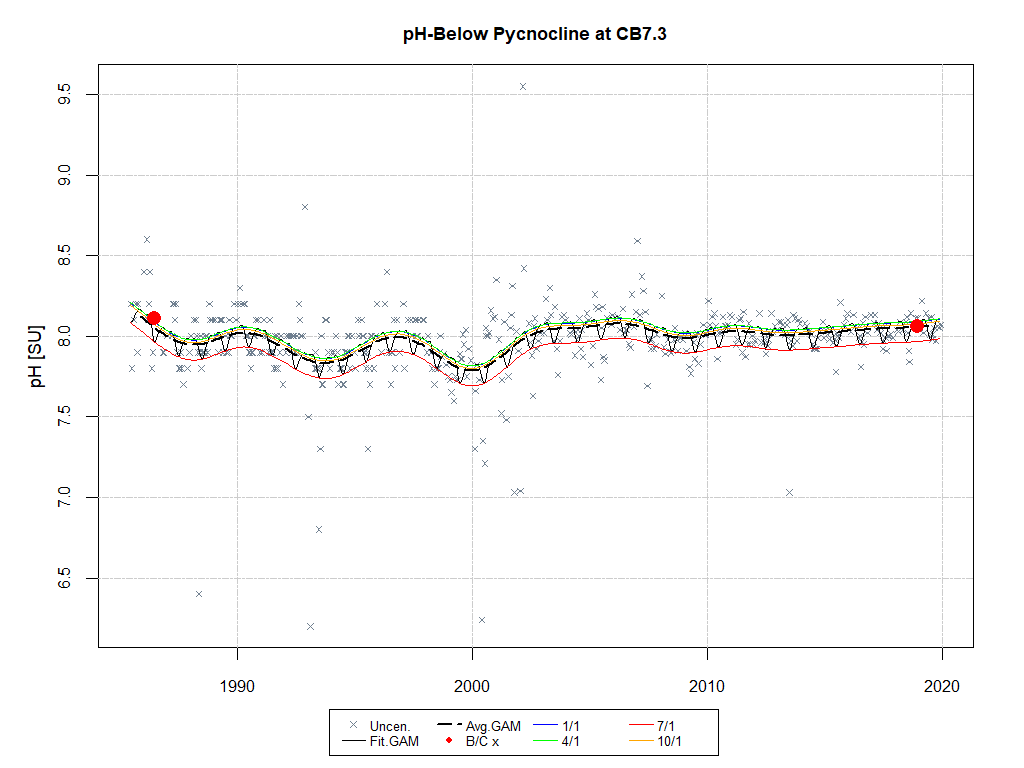 pH-Below Pycnocline at CB7.3
pH [SU]
9.5
9.0
8.5
8.0
7.5
7.0
6.5
1990 2000 2010 2020
Uncen. Avg.GAM 1/1 7/1
Fit.GAM B/C x 4/1 10/1